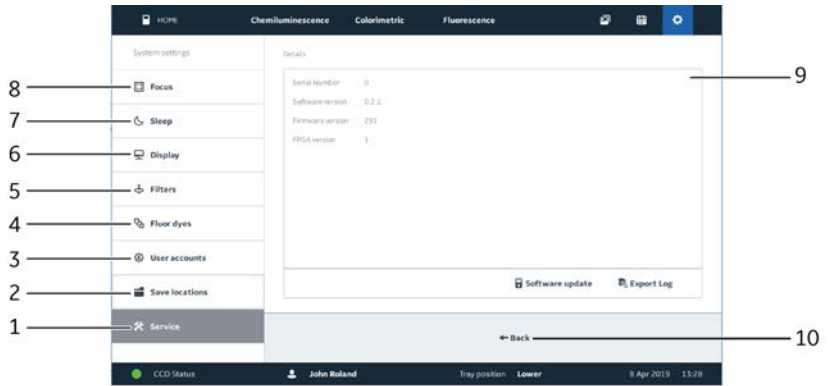 HOME Chemiluminescence Colorimetric Fluorescence
System settings
Details
8 Focus
Serial Number 0
9
7 Sleep
Software version 0.2.1
Firmware version 291
6 Display
FPGA version 1
5 Filters
4 Fluor dyes
3 User accounts
2 Save locations
Software update Export Log
1 Service
Back 10
CCD Status John Roland Tray position Lower 8 Apr 2019 13:28